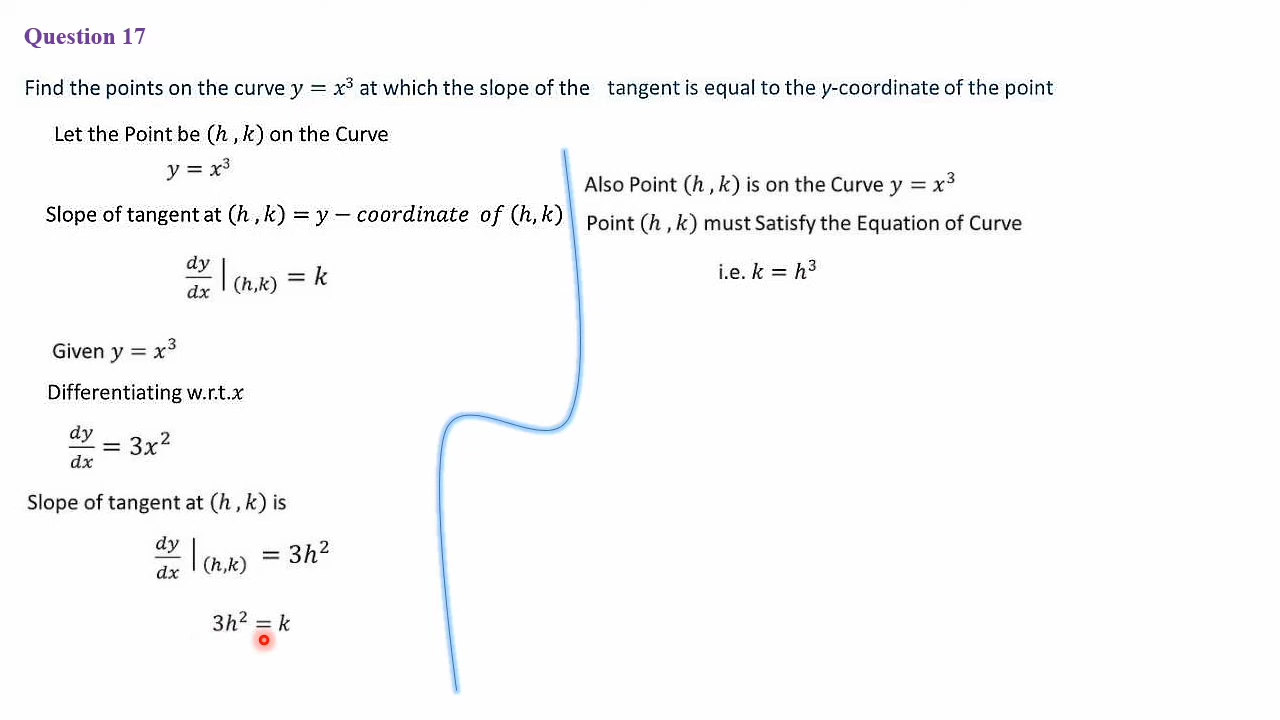 Question 17
Find the points on the curve y = x³ at which the slope of the tangent is equal to the y-coordinate of the point
Let the Point be (h , k) on the Curve
y = x³
Slope of tangent at (h , k) = y − coordinate of (h, k)
dy/dx |(h,k) = k
Given y = x³
Differentiating w.r.t.x
dy/dx = 3x²
Slope of tangent at (h , k) is
dy/dx |(h,k) = 3h²
3h² = k
Also Point (h , k) is on the Curve y = x³
Point (h , k) must Satisfy the Equation of Curve
i.e. k = h³